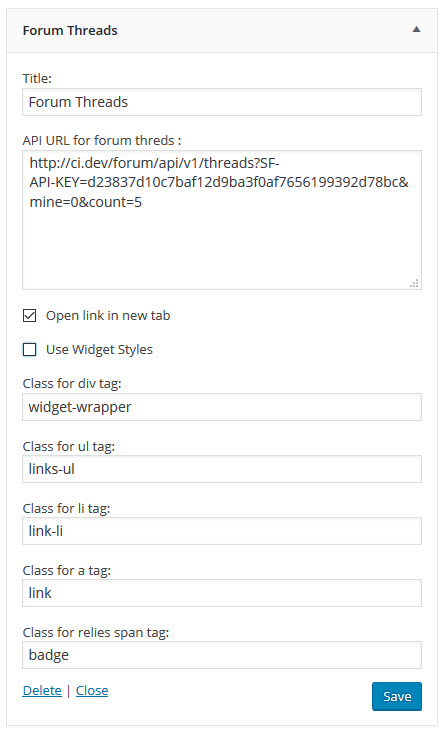 Forum Threads
Title:
Forum Threads
API URL for forum threds :
http://ci.dev/forum/api/v1/threads?SF-
API-KEY=d23837d10c7baf12d9ba3f0af7656199392d78bc&
mine=0&count=5
Open link in new tab
Use Widget Styles
Class for div tag:
widget-wrapper
Class for ul tag:
links-ul
Class for li tag:
link-li
Class for a tag:
link
Class for relies span tag:
badge
Delete | Close
Save